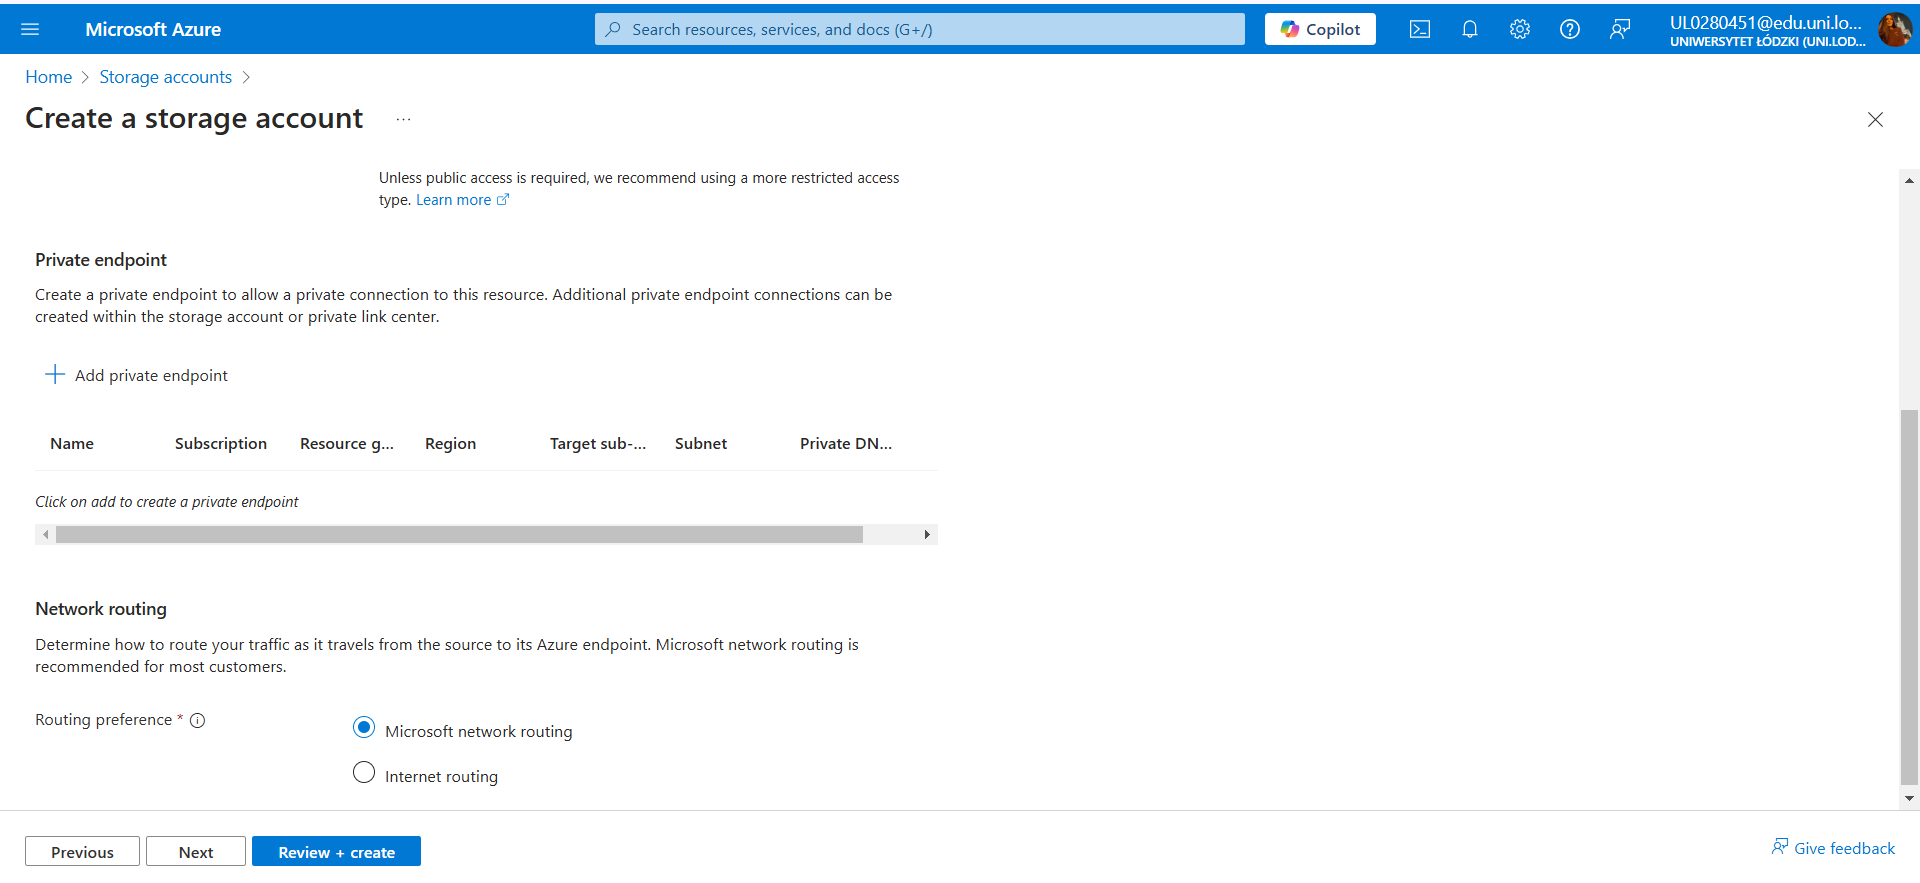 Microsoft Azure
Search resources, services, and docs (G+/)
Copilot
UL0280451@edu.uni.lo...
UNIWERSYTET ŁÓDZKI (UNI.LOD...
Home > Storage accounts >
Create a storage account ...
Unless public access is required, we recommend using a more restricted access
type. Learn more
Private endpoint
Create a private endpoint to allow a private connection to this resource. Additional private endpoint connections can be
created within the storage account or private link center.
Add private endpoint
Name Subscription Resource g... Region Target sub-... Subnet Private DN...
Click on add to create a private endpoint
Network routing
Determine how to route your traffic as it travels from the source to its Azure endpoint. Microsoft network routing is
recommended for most customers.
Routing preference *
Microsoft network routing
Internet routing
Previous
Next
Review + create
Give feedback